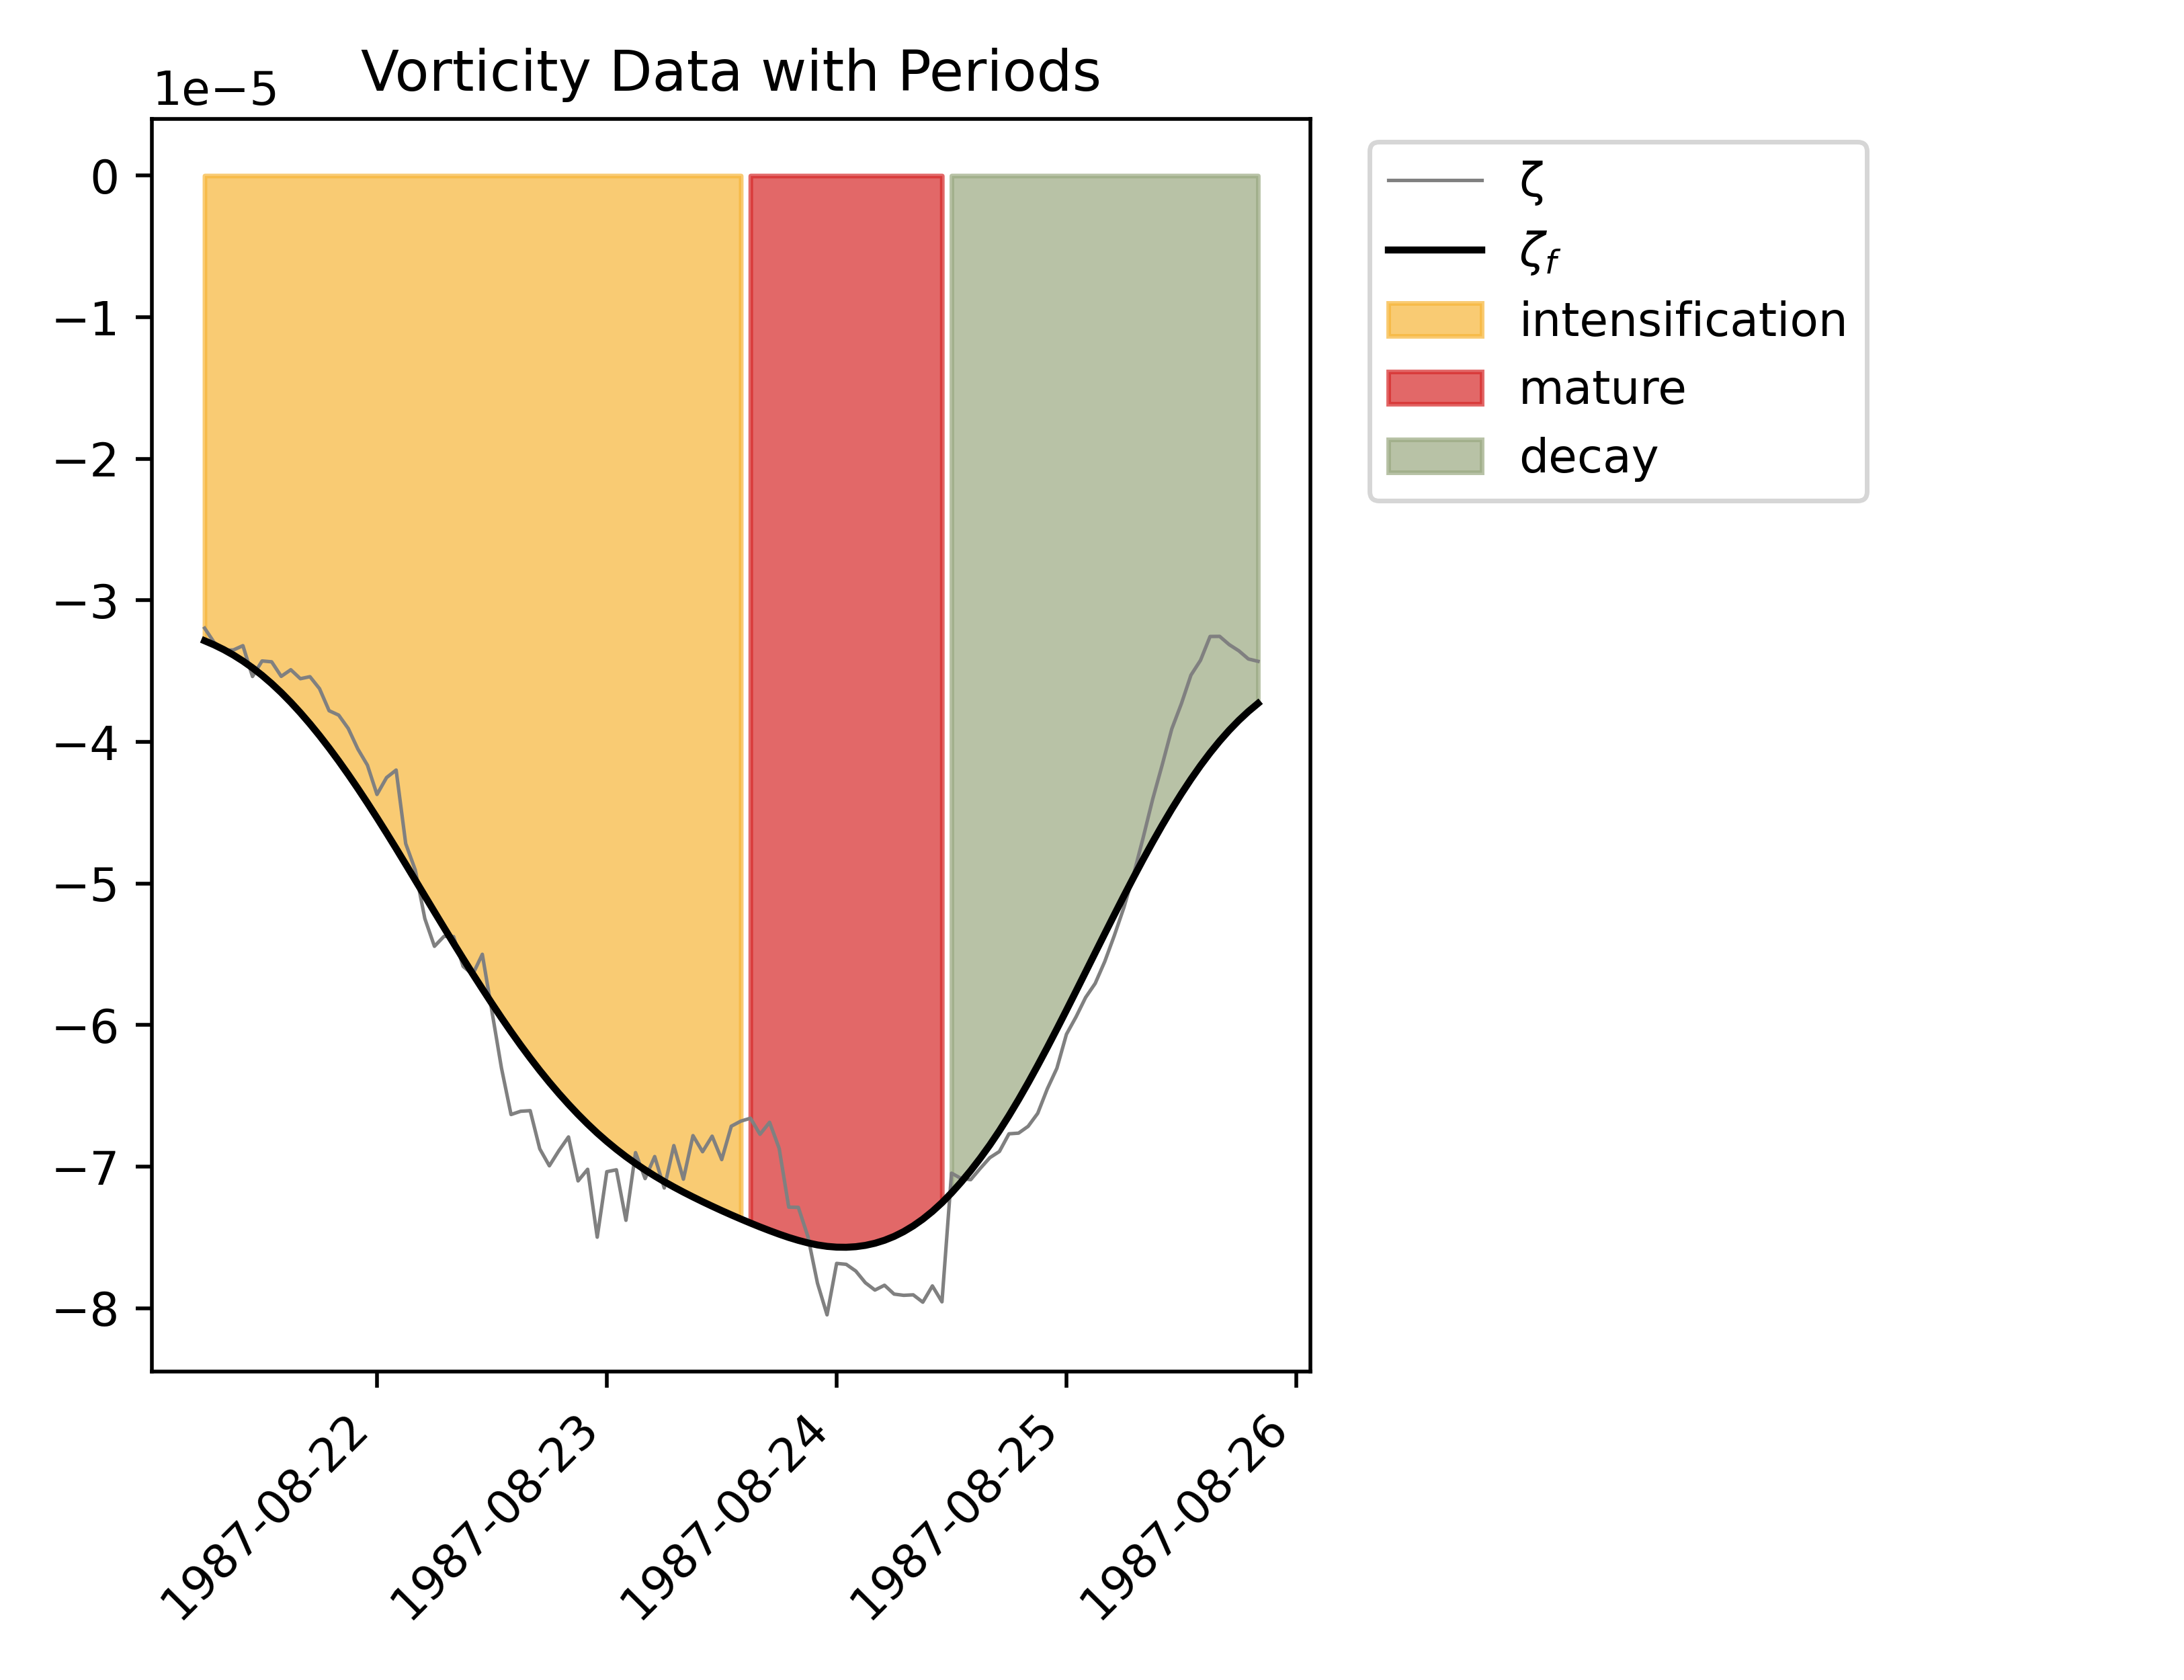 Vorticity Data with Periods
1e−5
0
−1
−2
−3
−4
−5
−6
−7
−8
1987-08-22
1987-08-23
1987-08-24
1987-08-25
1987-08-26
ζ
ζf
intensification
mature
decay